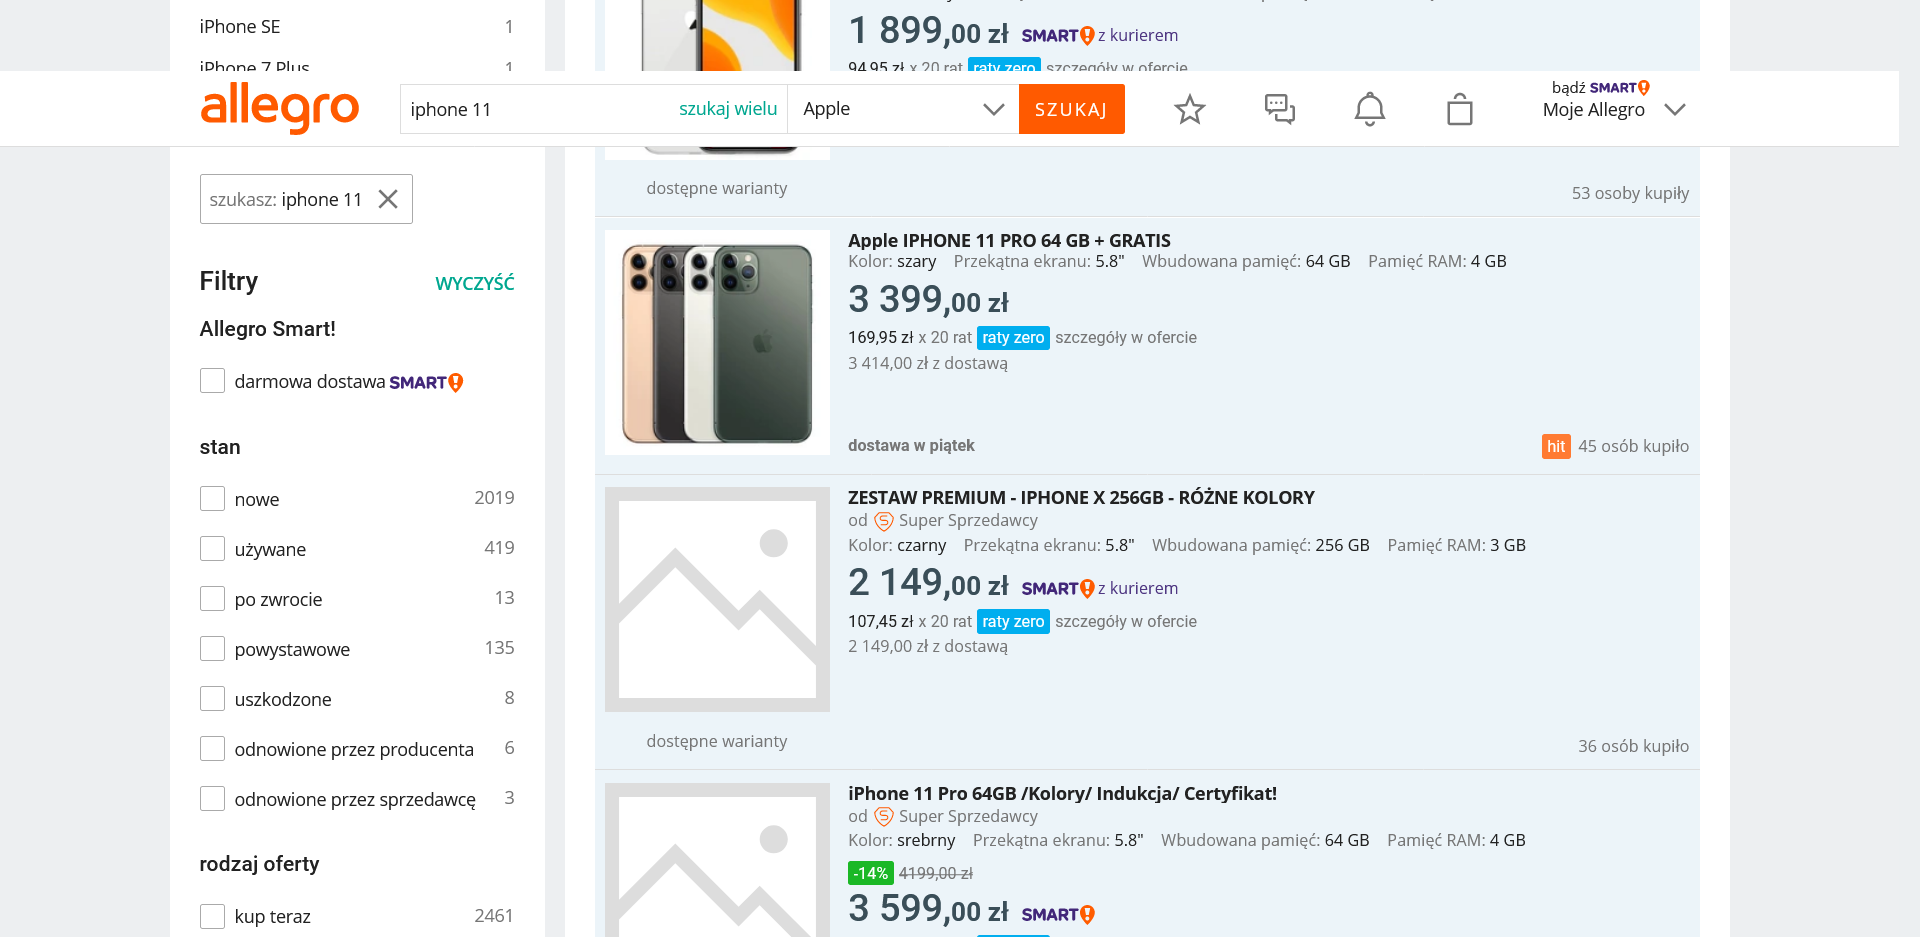 iPhone SE 1
iPhone 7 Plus 1
1 899,00 zł SMART! z kurierem
94,95 zł x 20 rat raty zero szczegóły w ofercie
allegro
iphone 11 szukaj wielu Apple SZUKAJ
bądź SMART!
Moje Allegro
szukasz: iphone 11
Filtry WYCZYŚĆ
Allegro Smart!
darmowa dostawa SMART!
stan
nowe 2019
używane 419
po zwrocie 13
powystawowe 135
uszkodzone 8
odnowione przez producenta 6
odnowione przez sprzedawcę 3
rodzaj oferty
kup teraz 2461
dostępne warianty
53 osoby kupiły
Apple IPHONE 11 PRO 64 GB + GRATIS
Kolor: szary Przekątna ekranu: 5.8" Wbudowana pamięć: 64 GB Pamięć RAM: 4 GB
3 399,00 zł
169,95 zł x 20 rat raty zero szczegóły w ofercie
3 414,00 zł z dostawą
dostawa w piątek
hit 45 osób kupiło
ZESTAW PREMIUM - IPHONE X 256GB - RÓŻNE KOLORY
od Super Sprzedawcy
Kolor: czarny Przekątna ekranu: 5.8" Wbudowana pamięć: 256 GB Pamięć RAM: 3 GB
2 149,00 zł SMART! z kurierem
107,45 zł x 20 rat raty zero szczegóły w ofercie
2 149,00 zł z dostawą
dostępne warianty
36 osób kupiło
iPhone 11 Pro 64GB /Kolory/ Indukcja/ Certyfikat!
od Super Sprzedawcy
Kolor: srebrny Przekątna ekranu: 5.8" Wbudowana pamięć: 64 GB Pamięć RAM: 4 GB
-14% 4199,00 zł
3 599,00 zł SMART!